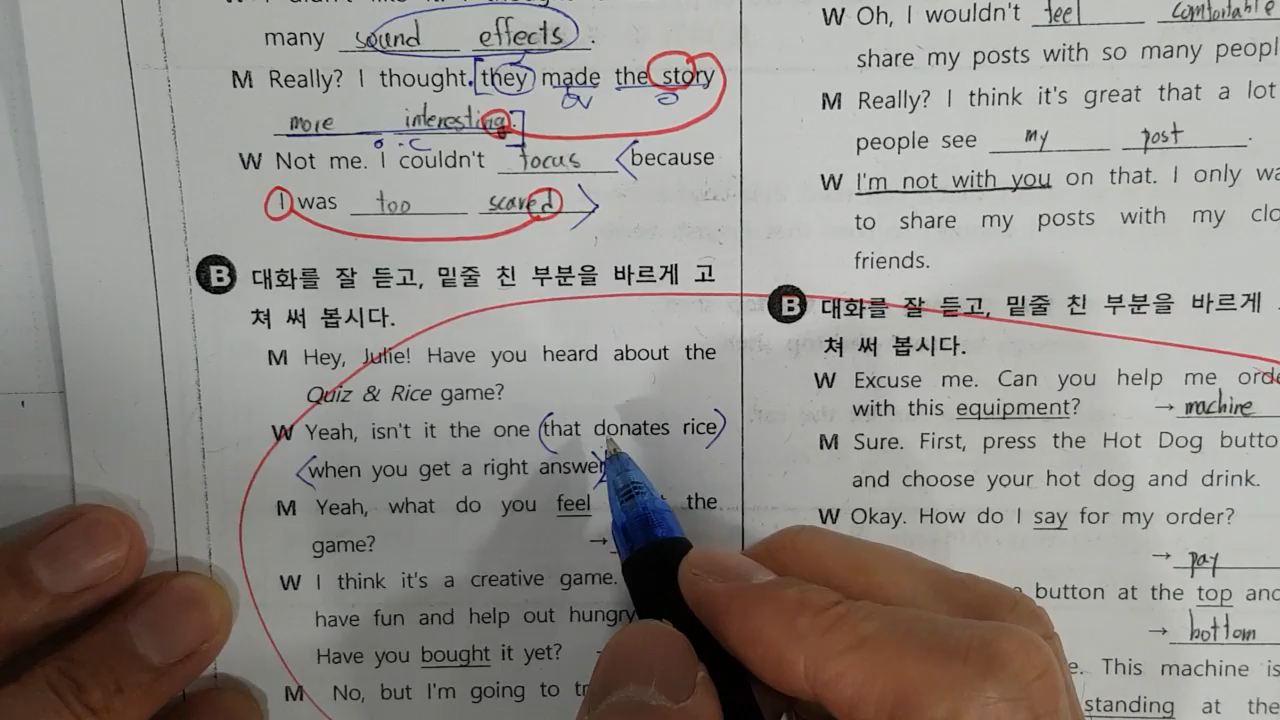 many sound effects.
M Really? I thought they made the story
more interesting.
W Not me. I couldn't focus because
I was too scared
B 대화를 잘 듣고, 밑줄 친 부분을 바르게 고
쳐 써 봅시다.
M Hey, Julie! Have you heard about the
Quiz & Rice game?
W Yeah, isn't it the one (that donates rice)
<when you get a right answer
M Yeah, what do you feel the
game? →
W I think it's a creative game.
have fun and help out hungry
Have you bought it yet?
M No, but I'm going to
W Oh, I wouldn't feel comfortable
share my posts with so many
M Really? I think it's great that a lot
people see my post.
W I'm not with you on that. I only
to share my posts with my
friends.
B 대화를 잘 듣고, 밑줄 친 부분을 바르게
쳐 써 봅시다.
W Excuse me. Can you help me
with this equipment? → machine
M Sure. First, press the Hot Dog
and choose your hot dog and drink.
W Okay. How do I say for my order?
→ pay
button at the top
→ bottom
This machine is
standing at the